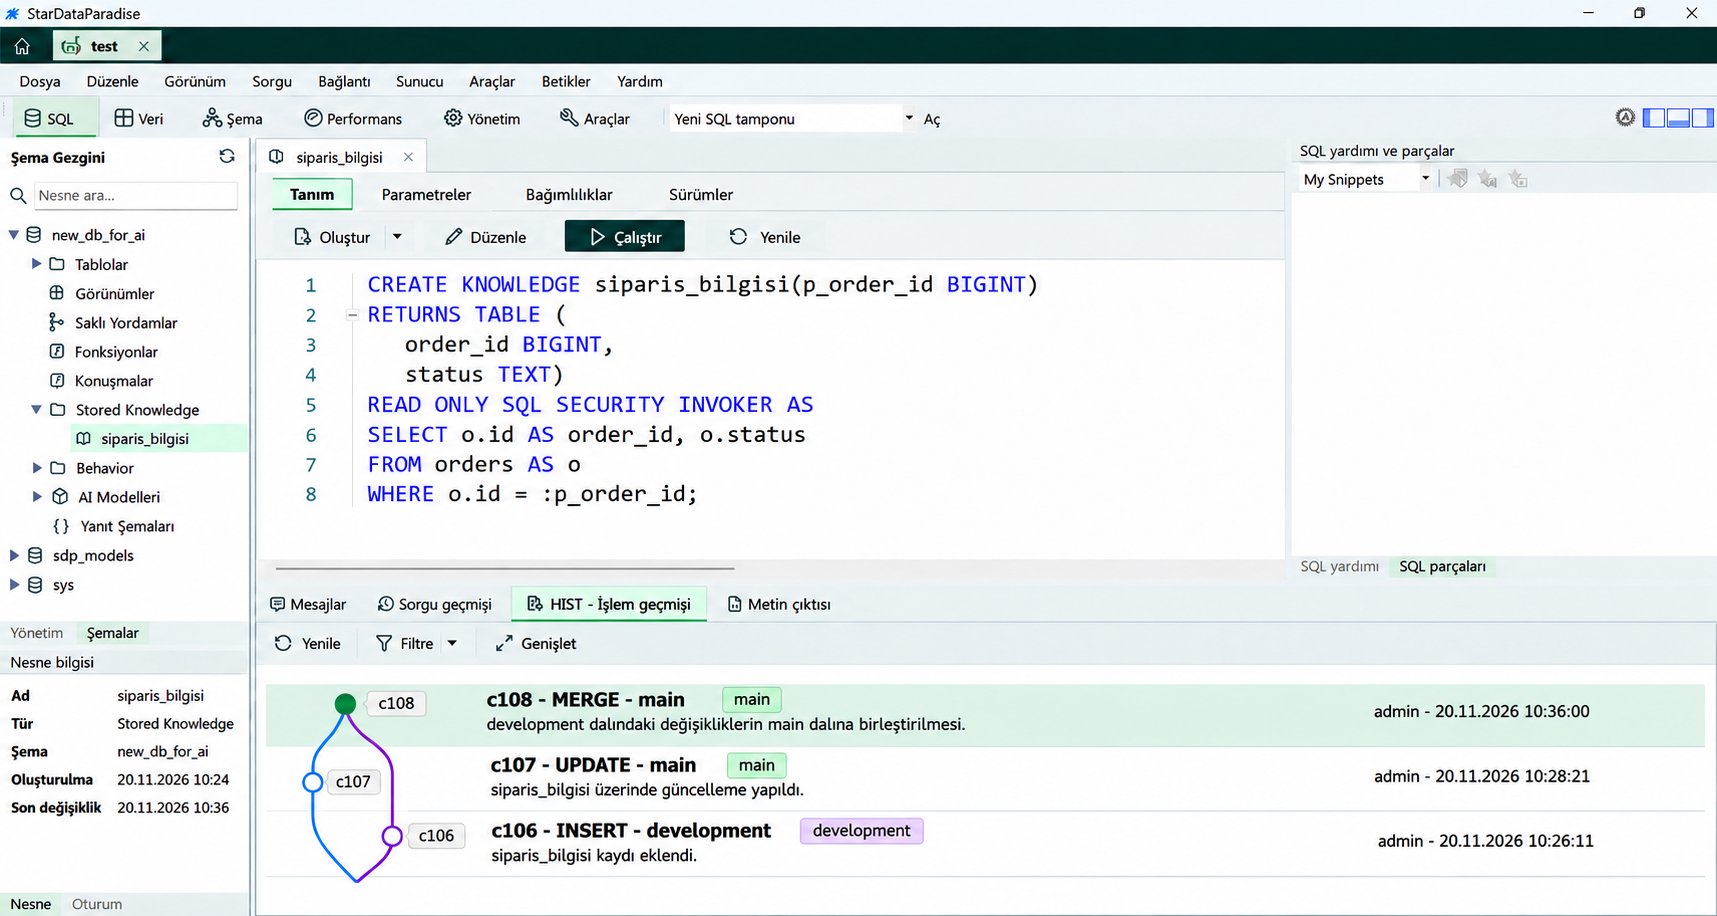 StarDataParadise
test
Dosya Düzenle Görünüm Sorgu Bağlantı Sunucu Araçlar Betikler Yardım
SQL Veri Şema Performans Yönetim Araçlar Yeni SQL tamponu Aç
Şema Gezgini
Nesne ara...
new_db_for_ai
Tablolar
Görünümler
Saklı Yordamlar
Fonksiyonlar
Konuşmalar
Stored Knowledge
siparis_bilgisi
Behavior
AI Modelleri
{} Yanıt Şemaları
sdp_models
sys
Yönetim Şemalar
Nesne bilgisi
Ad siparis_bilgisi
Tür Stored Knowledge
Şema new_db_for_ai
Oluşturulma 20.11.2026 10:24
Son değişiklik 20.11.2026 10:36
Nesne Oturum
siparis_bilgisi
Tanım Parametreler Bağımlılıklar Sürümler
Oluştur Düzenle Çalıştır Yenile
1 CREATE KNOWLEDGE siparis_bilgisi(p_order_id BIGINT)
2 RETURNS TABLE (
3 order_id BIGINT,
4 status TEXT)
5 READ ONLY SQL SECURITY INVOKER AS
6 SELECT o.id AS order_id, o.status
7 FROM orders AS o
8 WHERE o.id = :p_order_id;
SQL yardımı ve parçalar
My Snippets
SQL yardımı SQL parçaları
Mesajlar Sorgu geçmişi HIST - İşlem geçmişi Metin çıktısı
Yenile Filtre Genişlet
c108 c108 - MERGE - main main
development dalındaki değişikliklerin main dalına birleştirilmesi.
admin - 20.11.2026 10:36:00
c107 c107 - UPDATE - main main
siparis_bilgisi üzerinde güncelleme yapıldı.
admin - 20.11.2026 10:28:21
c106 c106 - INSERT - development development
siparis_bilgisi kaydı eklendi.
admin - 20.11.2026 10:26:11